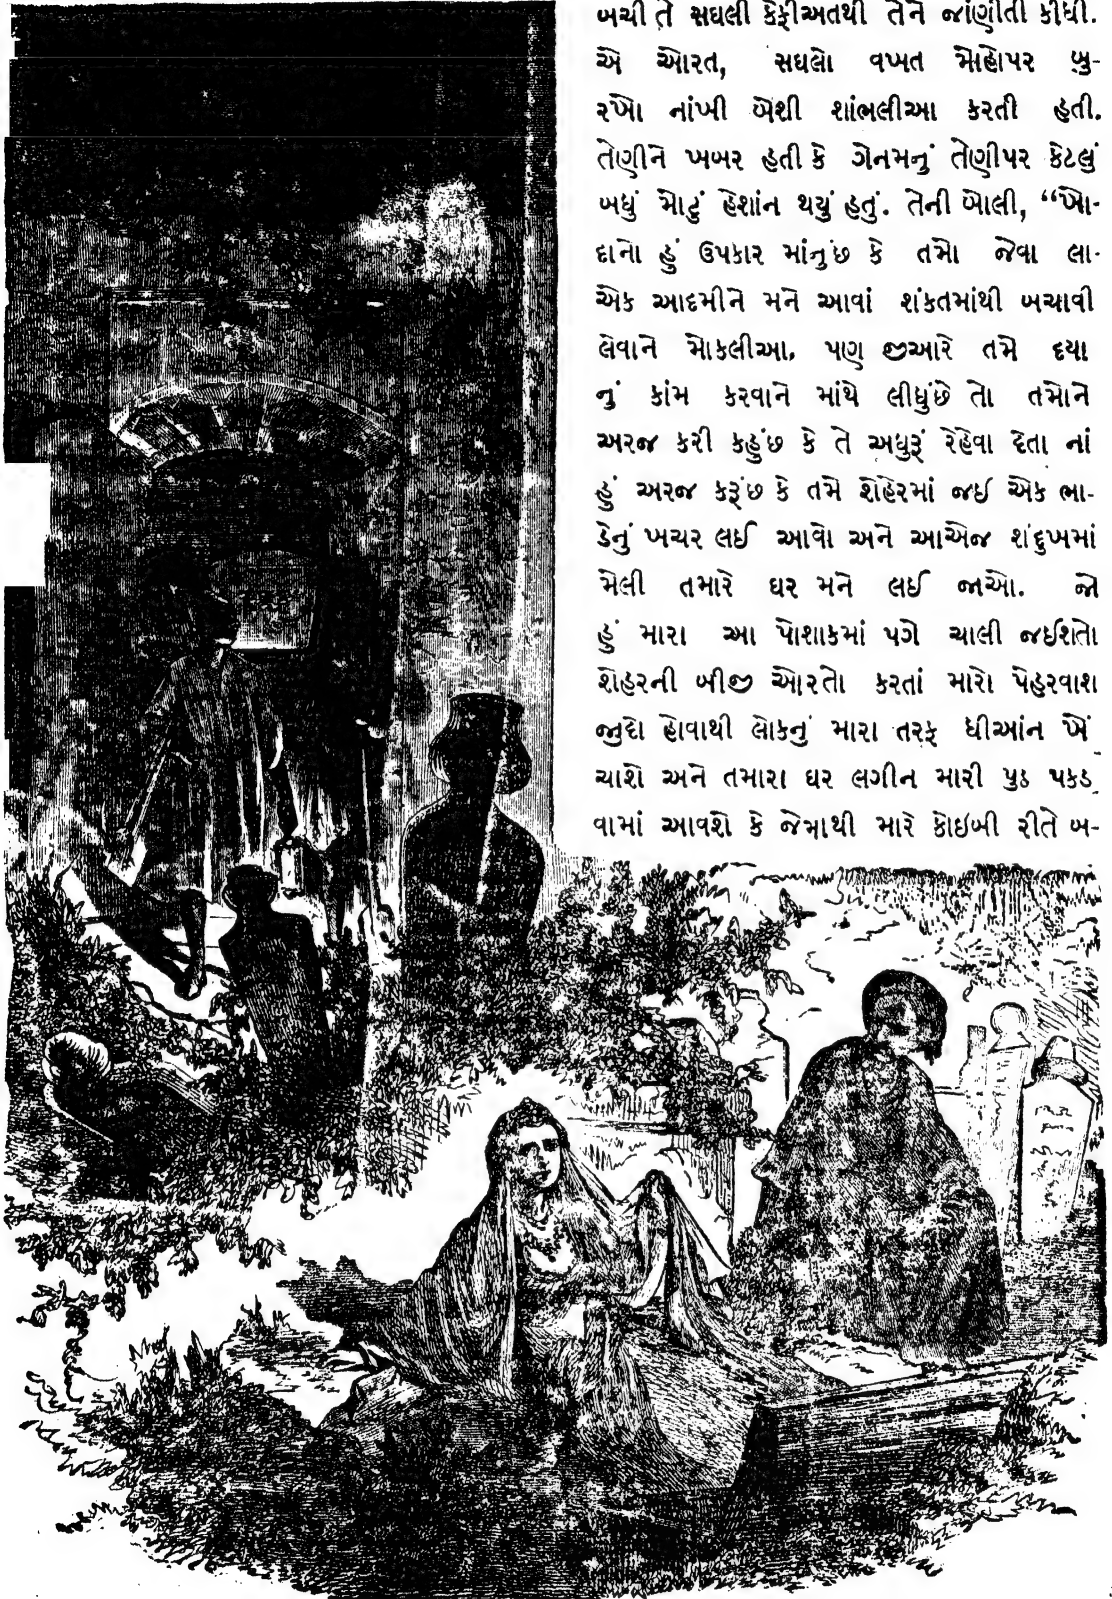 બચી તે સઘલી કેફીઅતથી તેને જાંણીતી કીધી.
એ ઓરત, સઘલો વખત મોહોપર બુ-
રખો નાંખી બેશી શાંભલીઆ કરતી હતી.
તેણીને ખબર હતી કે ગેનમનું તેણીપર કેટલું
બધું મોટું હેશાંન થયું હતું. તેની બોલી, “ખો-
દાનો હું ઉપકાર માંનુંછ કે તમો જેવા લા-
એક આદમીને મને આવાં શંકતમાંથી બચાવી
લેવાને મોકલીઆ. પણ જીઆરે તમે દયા
નું કાંમ કરવાને માંથે લીધુંછે તો તમોને
અરજ કરી કહુંછ કે તે અધુરૂં રેહેવા દેતા નાં
હું અરજ કરૂંછ કે તમે શેહેરમાં જઈ એક ભા-
ડેનું ખચર લઈ આવો અને આએજ શંદુખમાં
મેલી તમારે ઘર મને લઈ જાઓ. જો
હું મારા આ પોશાકમાં પગે ચાલી જઈશતો
શેહરની બીજી ઓરતો કરતાં મારો પેહરવાશ
જુદો હોવાથી લોકનું મારા તરફ ધીઆંન ખેં
ચાશે અને તમારા ઘર લગીન મારી પુઠ પકડ
વામાં આવશે કે જેત્રાથી મારે કોઇબી રીતે બ-